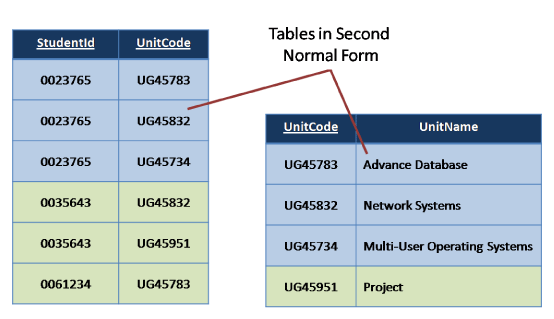 Tables in Second
Normal Form
StudentId UnitCode
0023765 UG45783
0023765 UG45832
0023765 UG45734
0035643 UG45832
0035643 UG45951
0061234 UG45783
UnitCode UnitName
UG45783 Advance Database
UG45832 Network Systems
UG45734 Multi-User Operating Systems
UG45951 Project